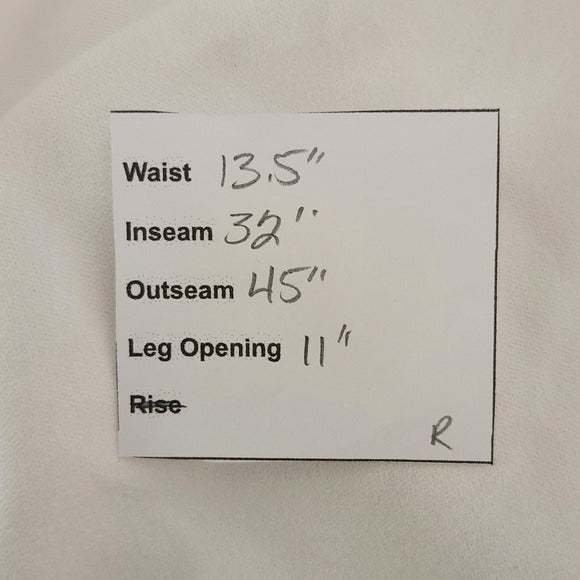 Waist 13.5"
Inseam 32"
Outseam 45"
Leg Opening 11"
Rise
R